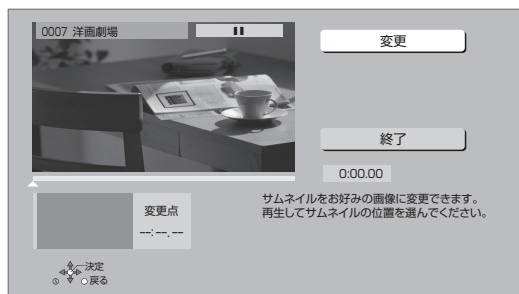 0007 洋画劇場
変更
終了
0:00.00
サムネイルをお好みの画像に変更できます。
再生してサムネイルの位置を選んでください。
変更点
--:--.--
決定
戻る